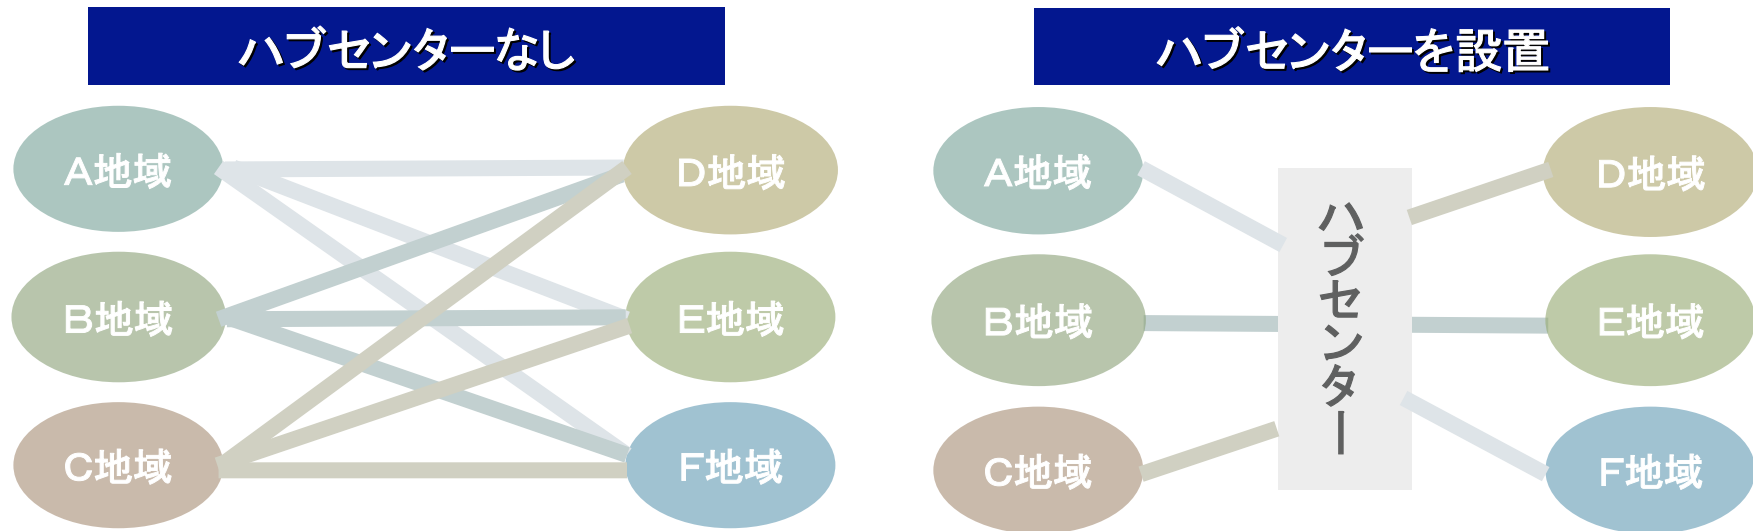 ハブセンターなし
ハブセンターを設置
A地域
D地域
B地域
E地域
C地域
F地域
A地域
D地域
ハブセンター
B地域
E地域
C地域
F地域